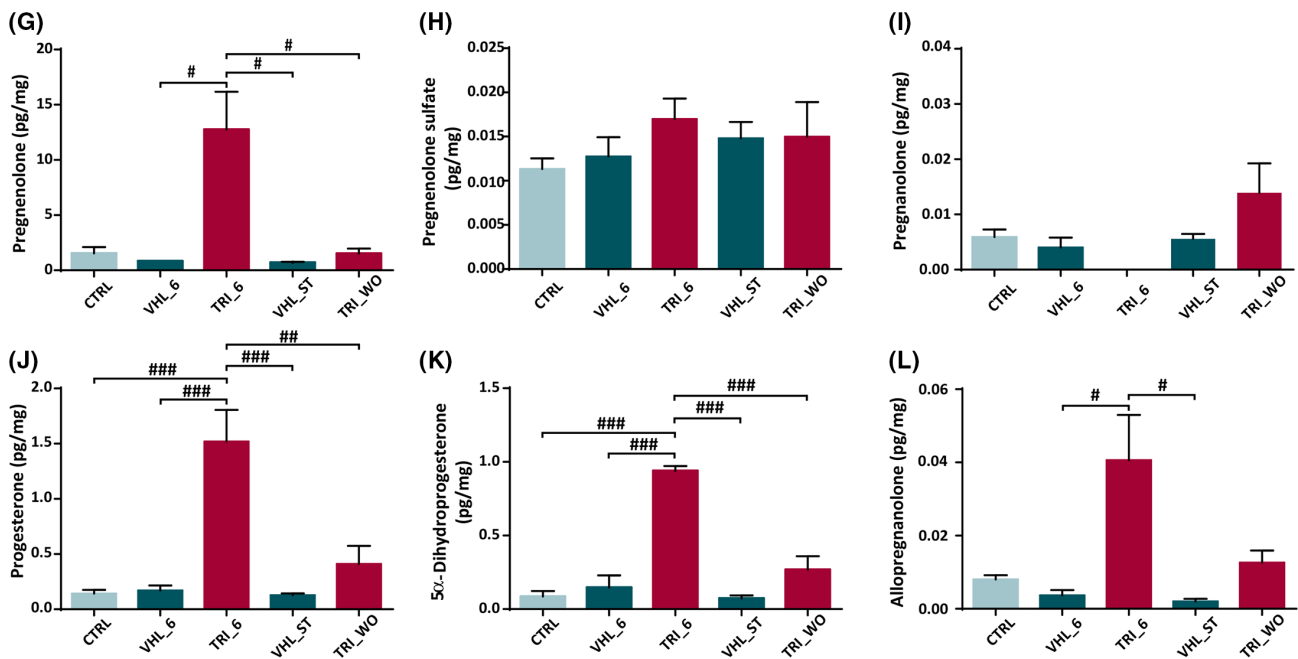 (G)
Pregnenolone (pg/mg)
20
15
10
5
0
#
#
#
CTRL
VHL_6
TRI_6
VHL_ST
TRI_WO
(H)
Pregnenolone sulfate
(pg/mg)
0.025
0.020
0.015
0.010
0.005
0.000
CTRL
VHL_6
TRI_6
VHL_ST
TRI_WO
(I)
Pregnanolone (pg/mg)
0.04
0.03
0.02
0.01
0.00
CTRL
VHL_6
TRI_6
VHL_ST
TRI_WO
(J)
Progesterone (pg/mg)
2.0
1.5
1.0
0.5
0.0
##
###
###
###
CTRL
VHL_6
TRI_6
VHL_ST
TRI_WO
(K)
5α-Dihydroprogesterone
(pg/mg)
1.5
1.0
0.5
0.0
###
###
###
###
CTRL
VHL_6
TRI_6
VHL_ST
TRI_WO
(L)
Allopregnanolone (pg/mg)
0.06
0.04
0.02
0.00
#
#
CTRL
VHL_6
TRI_6
VHL_ST
TRI_WO